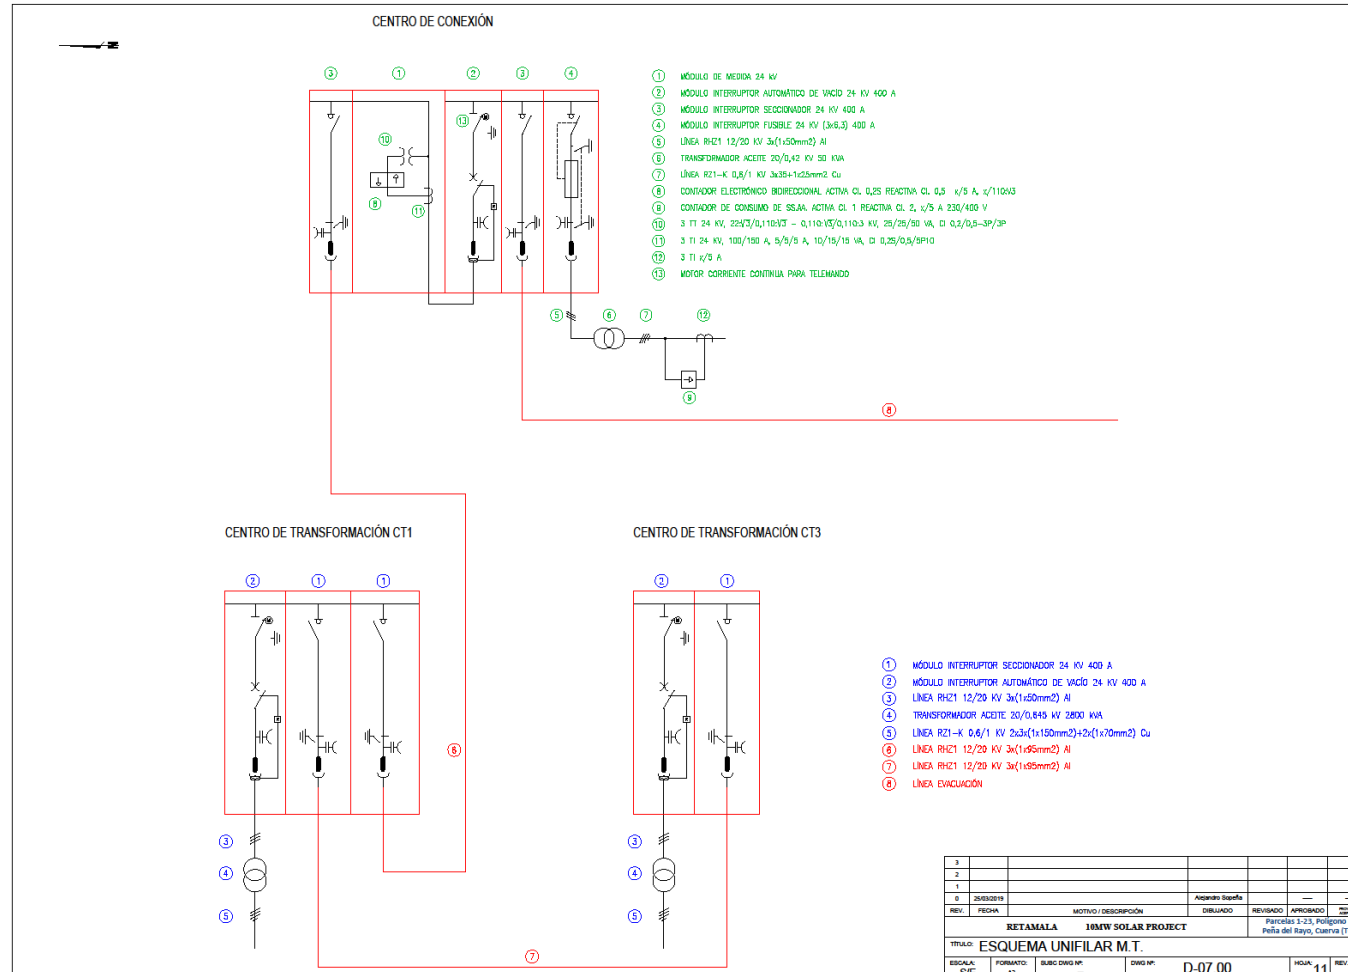 CENTRO DE CONEXIÓN
N
3 1 2 3 4
13
10
8
11
1 MÓDULO DE MEDIDA 24 kV
2 MÓDULO INTERRUPTOR AUTOMÁTICO DE VACÍO 24 KV 400 A
3 MÓDULO INTERRUPTOR SECCIONADOR 24 KV 400 A
4 MÓDULO INTERRUPTOR FUSIBLE 24 KV (3x6,3) 400 A
5 LÍNEA RHZ1 12/20 KV 3x(1x50mm2) Al
6 TRANSFORMADOR ACEITE 20/0,42 KV 50 KVA
7 LÍNEA RZ1-K 0,6/1 KV 3x35+1x25mm2 Cu
8 CONTADOR ELECTRÓNICO BIDIRECCIONAL ACTIVA Cl. 0,2S REACTIVA Cl. 0,5 x/5 A, x/110:√3
9 CONTADOR DE CONSUMO DE SS.AA. ACTIVA Cl. 1 REACTIVA Cl. 2, x/5 A 230/400 V
10 3 TT 24 KV, 22:√3/0,110:√3 - 0,110:√3/0,110:3 KV, 25/25/50 VA, Cl 0,2/0,5-3P/3P
11 3 TI 24 KV, 100/150 A, 5/5/5 A, 10/15/15 VA, Cl 0,2S/0,5/5P10
12 3 TI x/5 A
13 MOTOR CORRIENTE CONTINUA PARA TELEMANDO
5 6 7 12
9
8
CENTRO DE TRANSFORMACIÓN CT1
2 1 1
M
6
3
4
5
CENTRO DE TRANSFORMACIÓN CT3
2 1
M
3
4
5
7
1 MÓDULO INTERRUPTOR SECCIONADOR 24 KV 400 A
2 MÓDULO INTERRUPTOR AUTOMÁTICO DE VACÍO 24 KV 400 A
3 LÍNEA RHZ1 12/20 KV 3x(1x50mm2) Al
4 TRANSFORMADOR ACEITE 20/0,645 kV 2800 kVA
5 LÍNEA RZ1-K 0,6/1 KV 2x3x(1x150mm2)+2x(1x70mm2) Cu
6 LÍNEA RHZ1 12/20 KV 3x(1x95mm2) Al
7 LÍNEA RHZ1 12/20 KV 3x(1x95mm2) Al
8 LÍNEA EVACUACIÓN
3
2
1
0 25/03/2019 Alejandro Sopeña — —
REV. FECHA MOTIVO / DESCRIPCIÓN DIBUJADO REVISADO APROBADO
RETAMALA 10MW SOLAR PROJECT
Parcelas 1-23, Polígono
Peña del Rayo, Cuerva (T
TÍTULO: ESQUEMA UNIFILAR M.T.
ESCALA: FORMATO: SUBC DWG Nº: DWG Nº: D-07.00 HOJA: 11 REV.
S/E